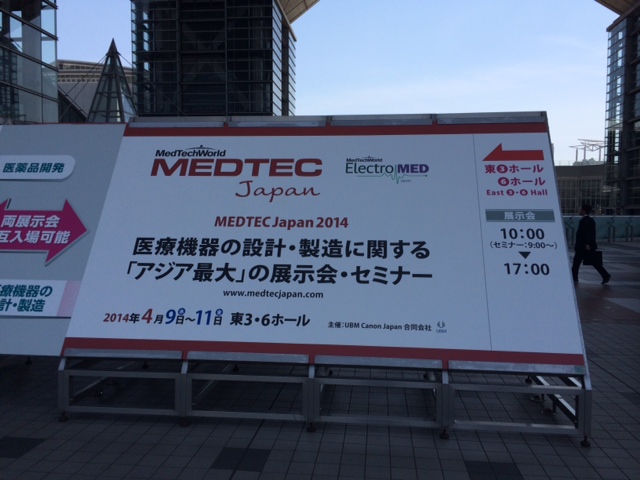 医薬品開発
両展示会
互入場可能
療機器の
計・製造
MedTechWorld
MEDTEC
Japan
MedTechWorld
ElectroMED
MEDTEC Japan 2014
医療機器の設計・製造に関する
「アジア最大」の展示会・セミナー
www.medtecjapan.com
2014年4月9日水～11日金 東3・6ホール
主催：UBM Canon Japan 合同会社
UBM
東3ホール
6ホール
East 3・6 Hall
展示会
10:00
(セミナー：9:00～)
17:00